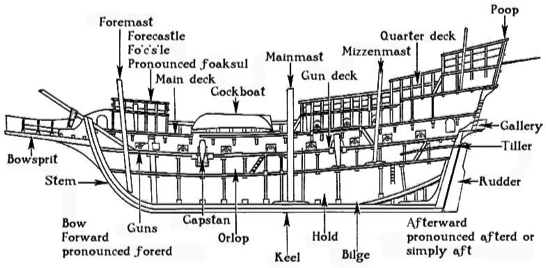 Poop
Foremast
Forecastle
Fo'c's'le
Pronounced foaksul
Main deck
Cockboat
Mainmast
Gun deck
Mizzenmast
Quarter deck
Gallery
Tiller
Rudder
Bowsprit
Stem
Guns
Capstan
Orlop
Keel
Hold
Bilge
Bow
Forward
pronounced forerd
Afterward
pronounced afterd or
simply aft